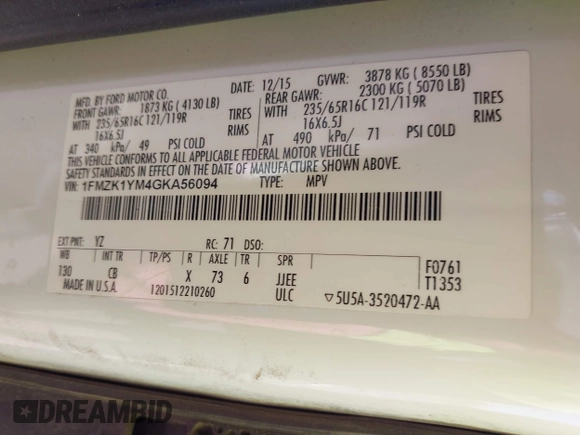 MFD. BY FORD MOTOR CO.
12/15
GVWR: 3878 KG ( 8550 LB)
FRONT GAWR: 1873 KG ( 4130 LB)
WITH 235/65R16C 121/119R TIRES
16X6.5J RIMS
AT 340 kPa/ 49 PSI COLD
REAR GAWR: 2300 KG ( 5070 LB)
WITH 235/65R16C 121/119R TIRES
16X6.5J RIMS
AT 490 kPa/ 71 PSI COLD
THIS VEHICLE CONFORMS TO ALL APPLICABLE FEDERAL MOTOR VEHICLE
SAFETY STANDARDS IN EFFECT ON THE DATE OF MANUFACTURE SHOWN ABOVE.
VIN: 1FMZK1YM4GKA56094 TYPE: MPV
EXT PNT: YZ RC: 71 DSO:
WB INT TR TP/PS R AXLE TR SPR
130 CB X 73 6 JJEE
ULC
F0761
T1353
MADE IN U.S.A. 1201512210260
▽5U5A-3520472-AA
DREAMBID